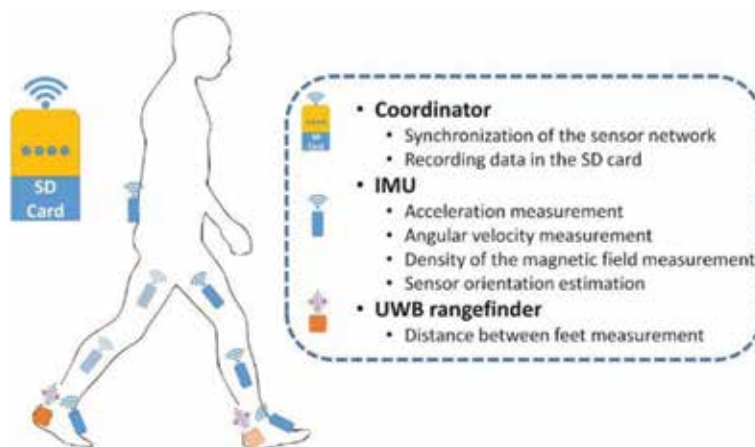 SD
Card
• Coordinator
• Synchronization of the sensor network
• Recording data in the SD card
• IMU
• Acceleration measurement
• Angular velocity measurement
• Density of the magnetic field measurement
• Sensor orientation estimation
• UWB rangefinder
• Distance between feet measurement